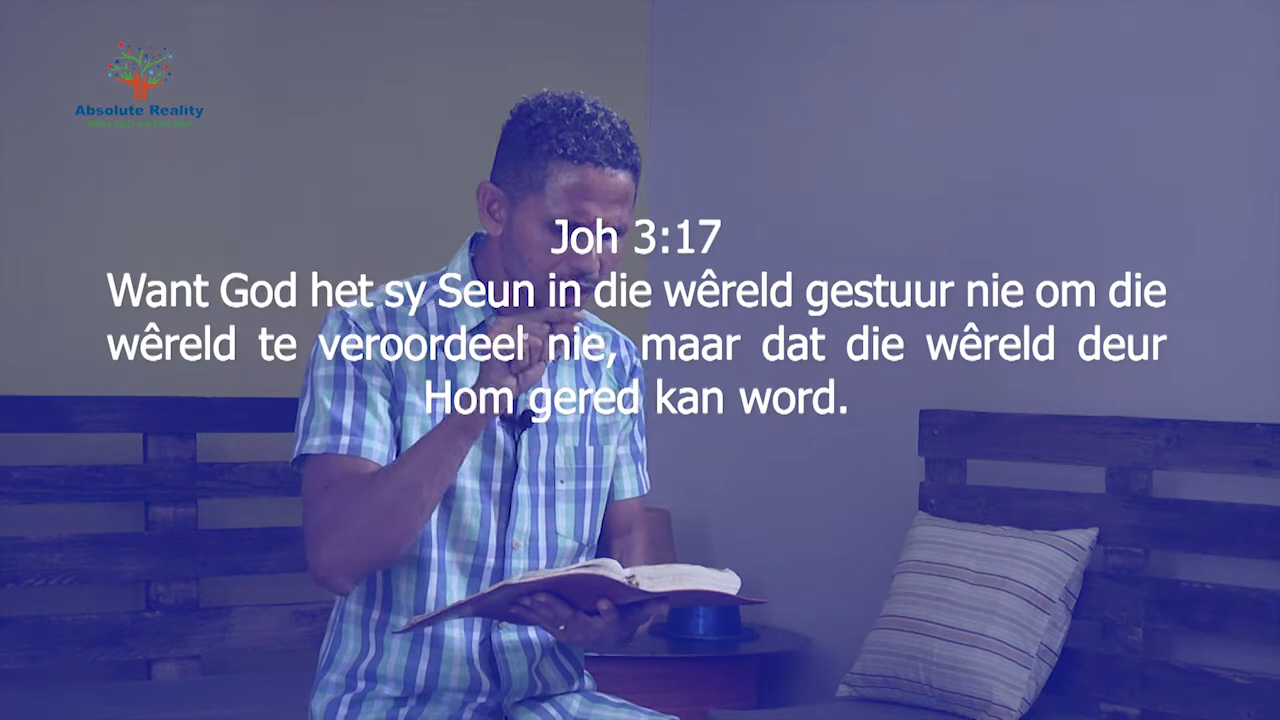 Absolute Reality
Joh 3:17
Want God het sy Seun in die wêreld gestuur nie om die
wêreld te veroordeel nie, maar dat die wêreld deur
Hom gered kan word.